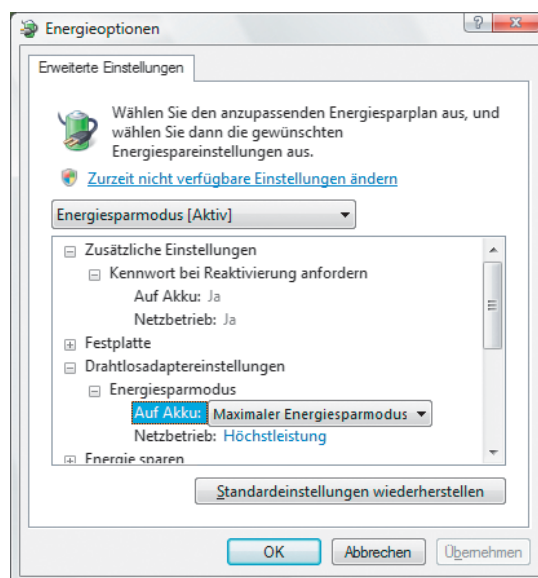 Energieoptionen
Erweiterte Einstellungen
Wählen Sie den anzupassenden Energiesparplan aus, und
wählen Sie dann die gewünschten
Energiespareinstellungen aus.
Zurzeit nicht verfügbare Einstellungen ändern
Energiesparmodus [Aktiv]
Zusätzliche Einstellungen
Kennwort bei Reaktivierung anfordern
Auf Akku: Ja
Netzbetrieb: Ja
Festplatte
Drahtlosadaptereinstellungen
Energiesparmodus
Auf Akku: Maximaler Energiesparmodus
Netzbetrieb: Höchstleistung
Energie sparen
Standardeinstellungen wiederherstellen
OK Abbrechen Übernehmen